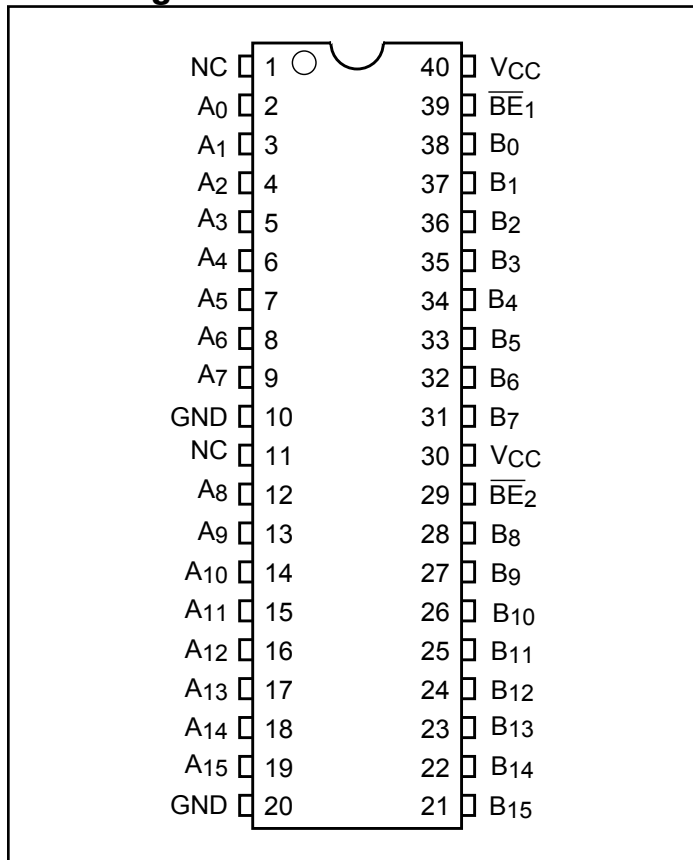 NC 1 40 VCC
A0 2 39 B̅E̅1
A1 3 38 B0
A2 4 37 B1
A3 5 36 B2
A4 6 35 B3
A5 7 34 B4
A6 8 33 B5
A7 9 32 B6
GND 10 31 B7
NC 11 30 VCC
A8 12 29 B̅E̅2
A9 13 28 B8
A10 14 27 B9
A11 15 26 B10
A12 16 25 B11
A13 17 24 B12
A14 18 23 B13
A15 19 22 B14
GND 20 21 B15